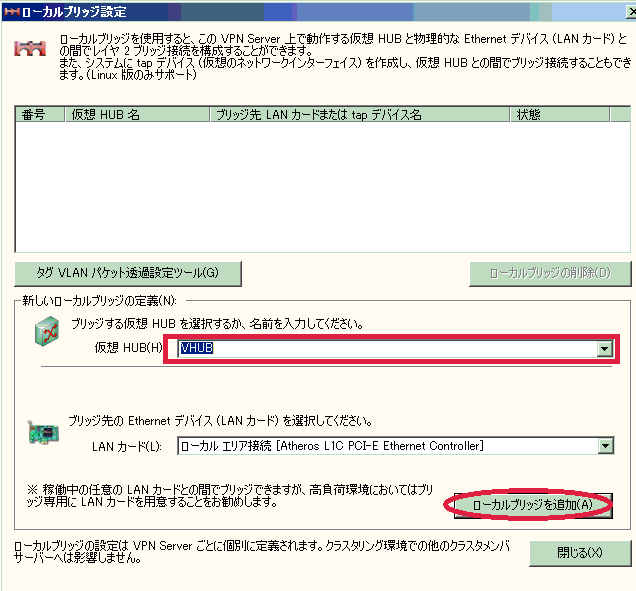 ローカルブリッジ設定
ローカルブリッジを使用すると、この VPN Server 上で動作する仮想 HUB と物理的な Ethernet デバイス (LAN カード) と
の間でレイヤ 2 ブリッジ接続を構成することができます。
また、システムに tap デバイス (仮想のネットワークインターフェイス) を作成し、仮想 HUB との間でブリッジ接続することもでき
ます。(Linux 版のみサポート)
番号 仮想 HUB 名 ブリッジ先 LAN カードまたは tap デバイス名 状態
タグ VLAN パケット透過設定ツール(G) ローカルブリッジの削除(D)
新しいローカルブリッジの定義(N):
ブリッジする仮想 HUB を選択するか、名前を入力してください。
仮想 HUB(H) VHUB
ブリッジ先の Ethernet デバイス (LAN カード) を選択してください。
LAN カード(L): ローカル エリア接続 [Atheros L1C PCI-E Ethernet Controller]
※ 稼働中の任意の LAN カードとの間でブリッジできますが、高負荷環境においてはブリ
ッジ専用に LAN カードを用意することをお勧めします。
ローカルブリッジを追加(A)
ローカルブリッジの設定は VPN Server ごとに個別に定義されます。クラスタリング環境での他のクラスタメンバ
サーバーへは影響しません。
閉じる(X)